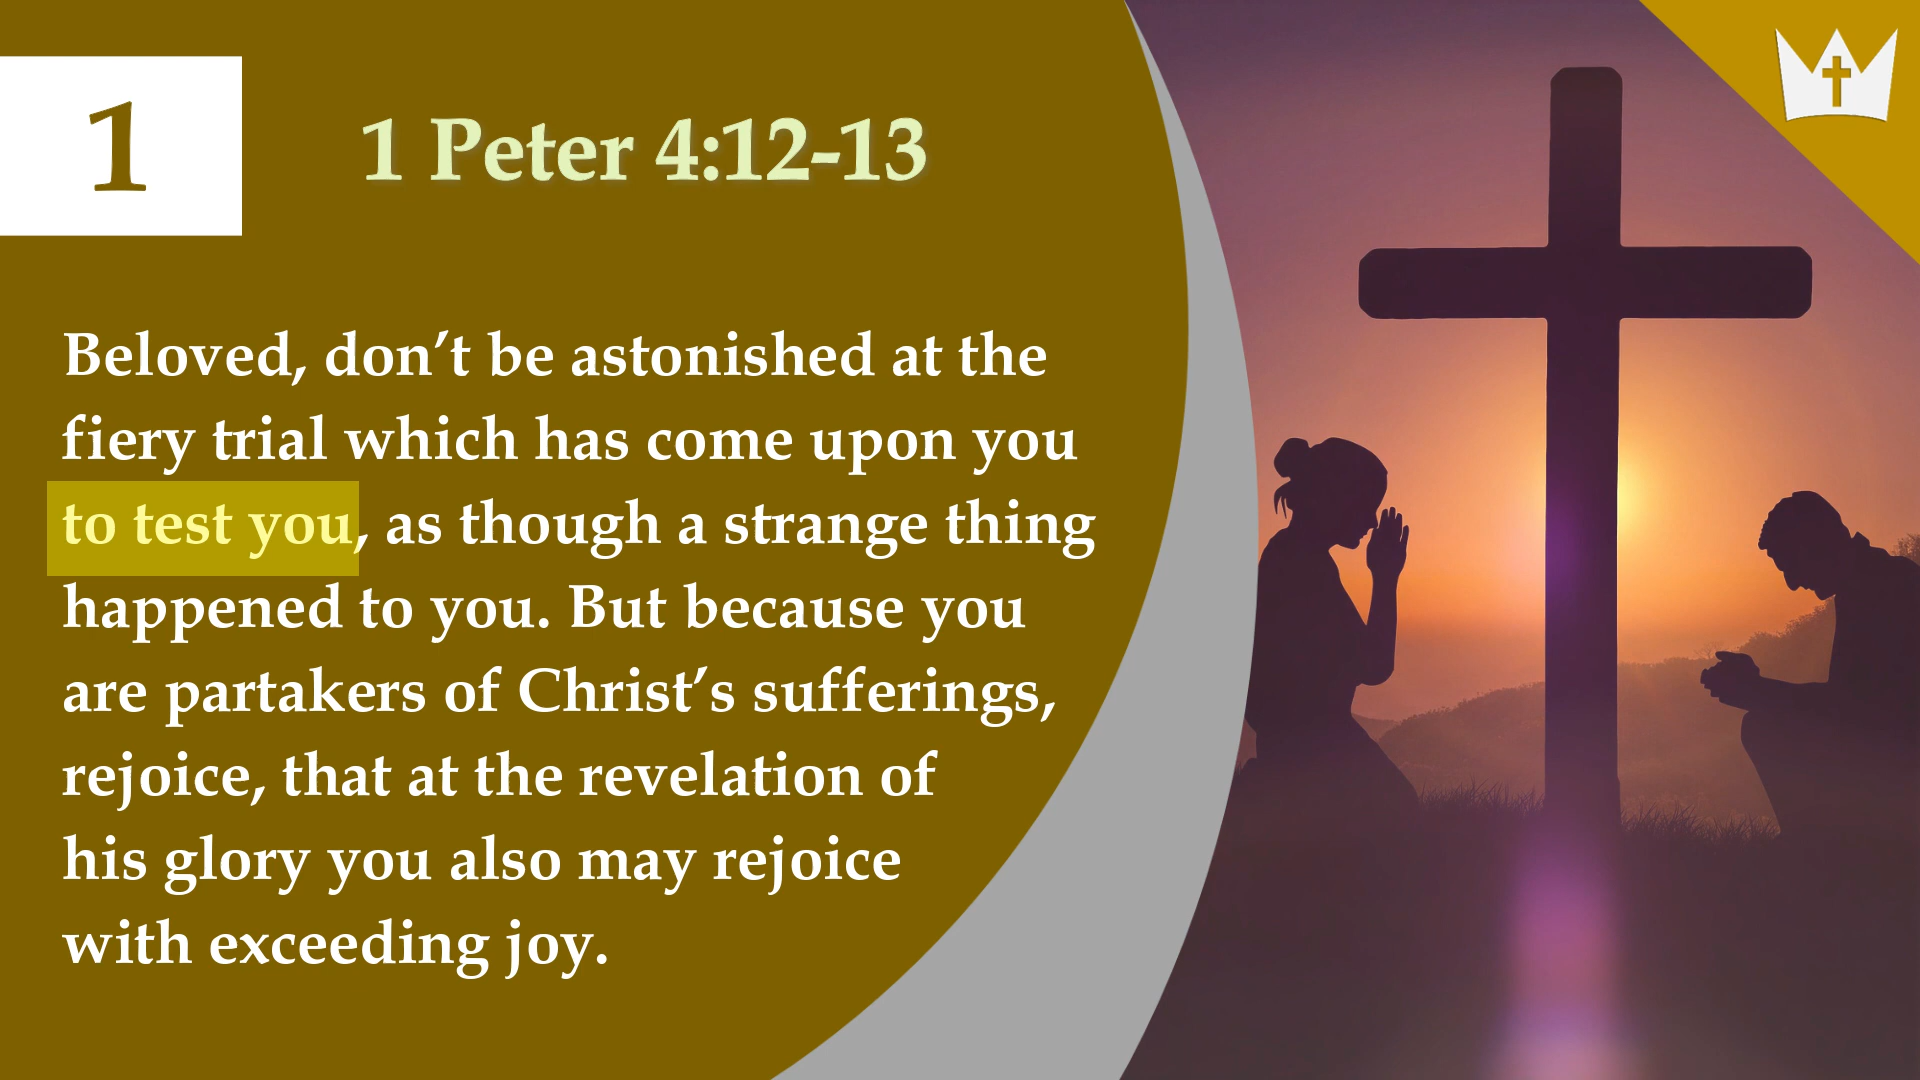 1
1 Peter 4:12-13
Beloved, don’t be astonished at the
fiery trial which has come upon you
to test you, as though a strange thing
happened to you. But because you
are partakers of Christ’s sufferings,
rejoice, that at the revelation of
his glory you also may rejoice
with exceeding joy.